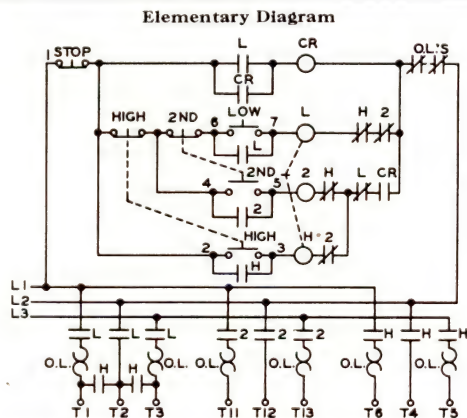 Elementary Diagram
1 STOP L CR O.L.'S
CR
HIGH 2ND 6 LOW 7 L H 2
L
2ND
4 5 2 H L CR
2
HIGH
2 3 H 2
H
L1
L2
L3
L L L 2 2 2 H H H
O.L. O.L. O.L. O.L. O.L. O.L.
H H
T1 T2 T3 T11 T12 T13 T6 T4 T5